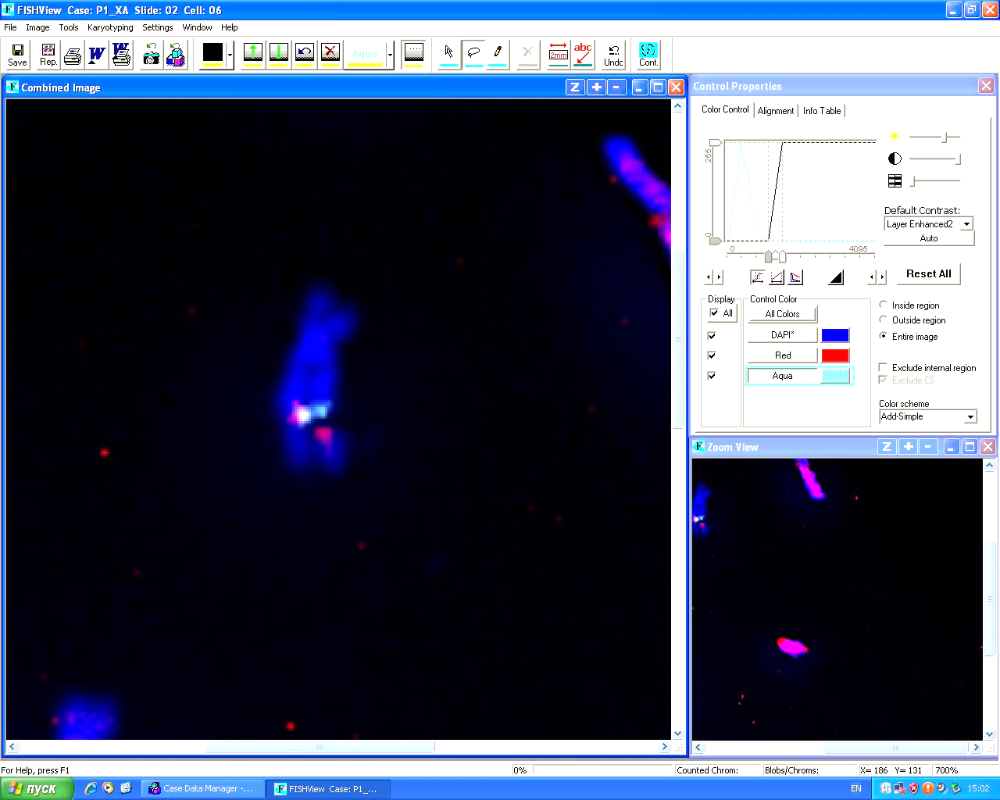 FISHView Case: P1_XA Slide: 02 Cell: 06
File Image Tools Karyotyping Settings Window Help
Save Rep. Aqua 2mm abc Undc Cont.
Combined Image
Control Properties
Color Control Alignment Info Table
255
0
0 4095
Default Contrast:
Layer Enhanced2
Auto
Reset All
Display Control Color
All All Colors
DAPI*
Red
Aqua
Inside region
Outside region
Entire image
Exclude internal region
Exclude CS
Color scheme
Add-Simple
Zoom View
For Help, press F1 0% Counted Chrom: Blobs/Chroms: X= 186 Y= 131 700%
пуск Case Data Manager -... FISHView Case: P1_... EN 15:02